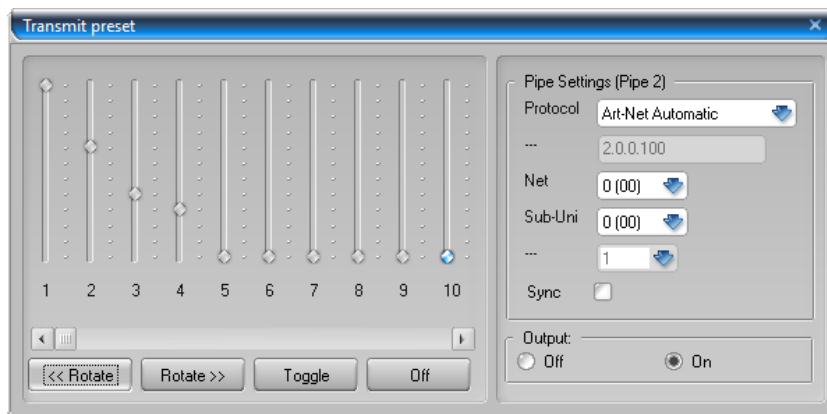 Transmit preset
1 2 3 4 5 6 7 8 9 10
<< Rotate Rotate >> Toggle Off
Pipe Settings (Pipe 2)
Protocol Art-Net Automatic
--- 2.0.0.100
Net 0 (00)
Sub-Uni 0 (00)
--- 1
Sync
Output:
Off On